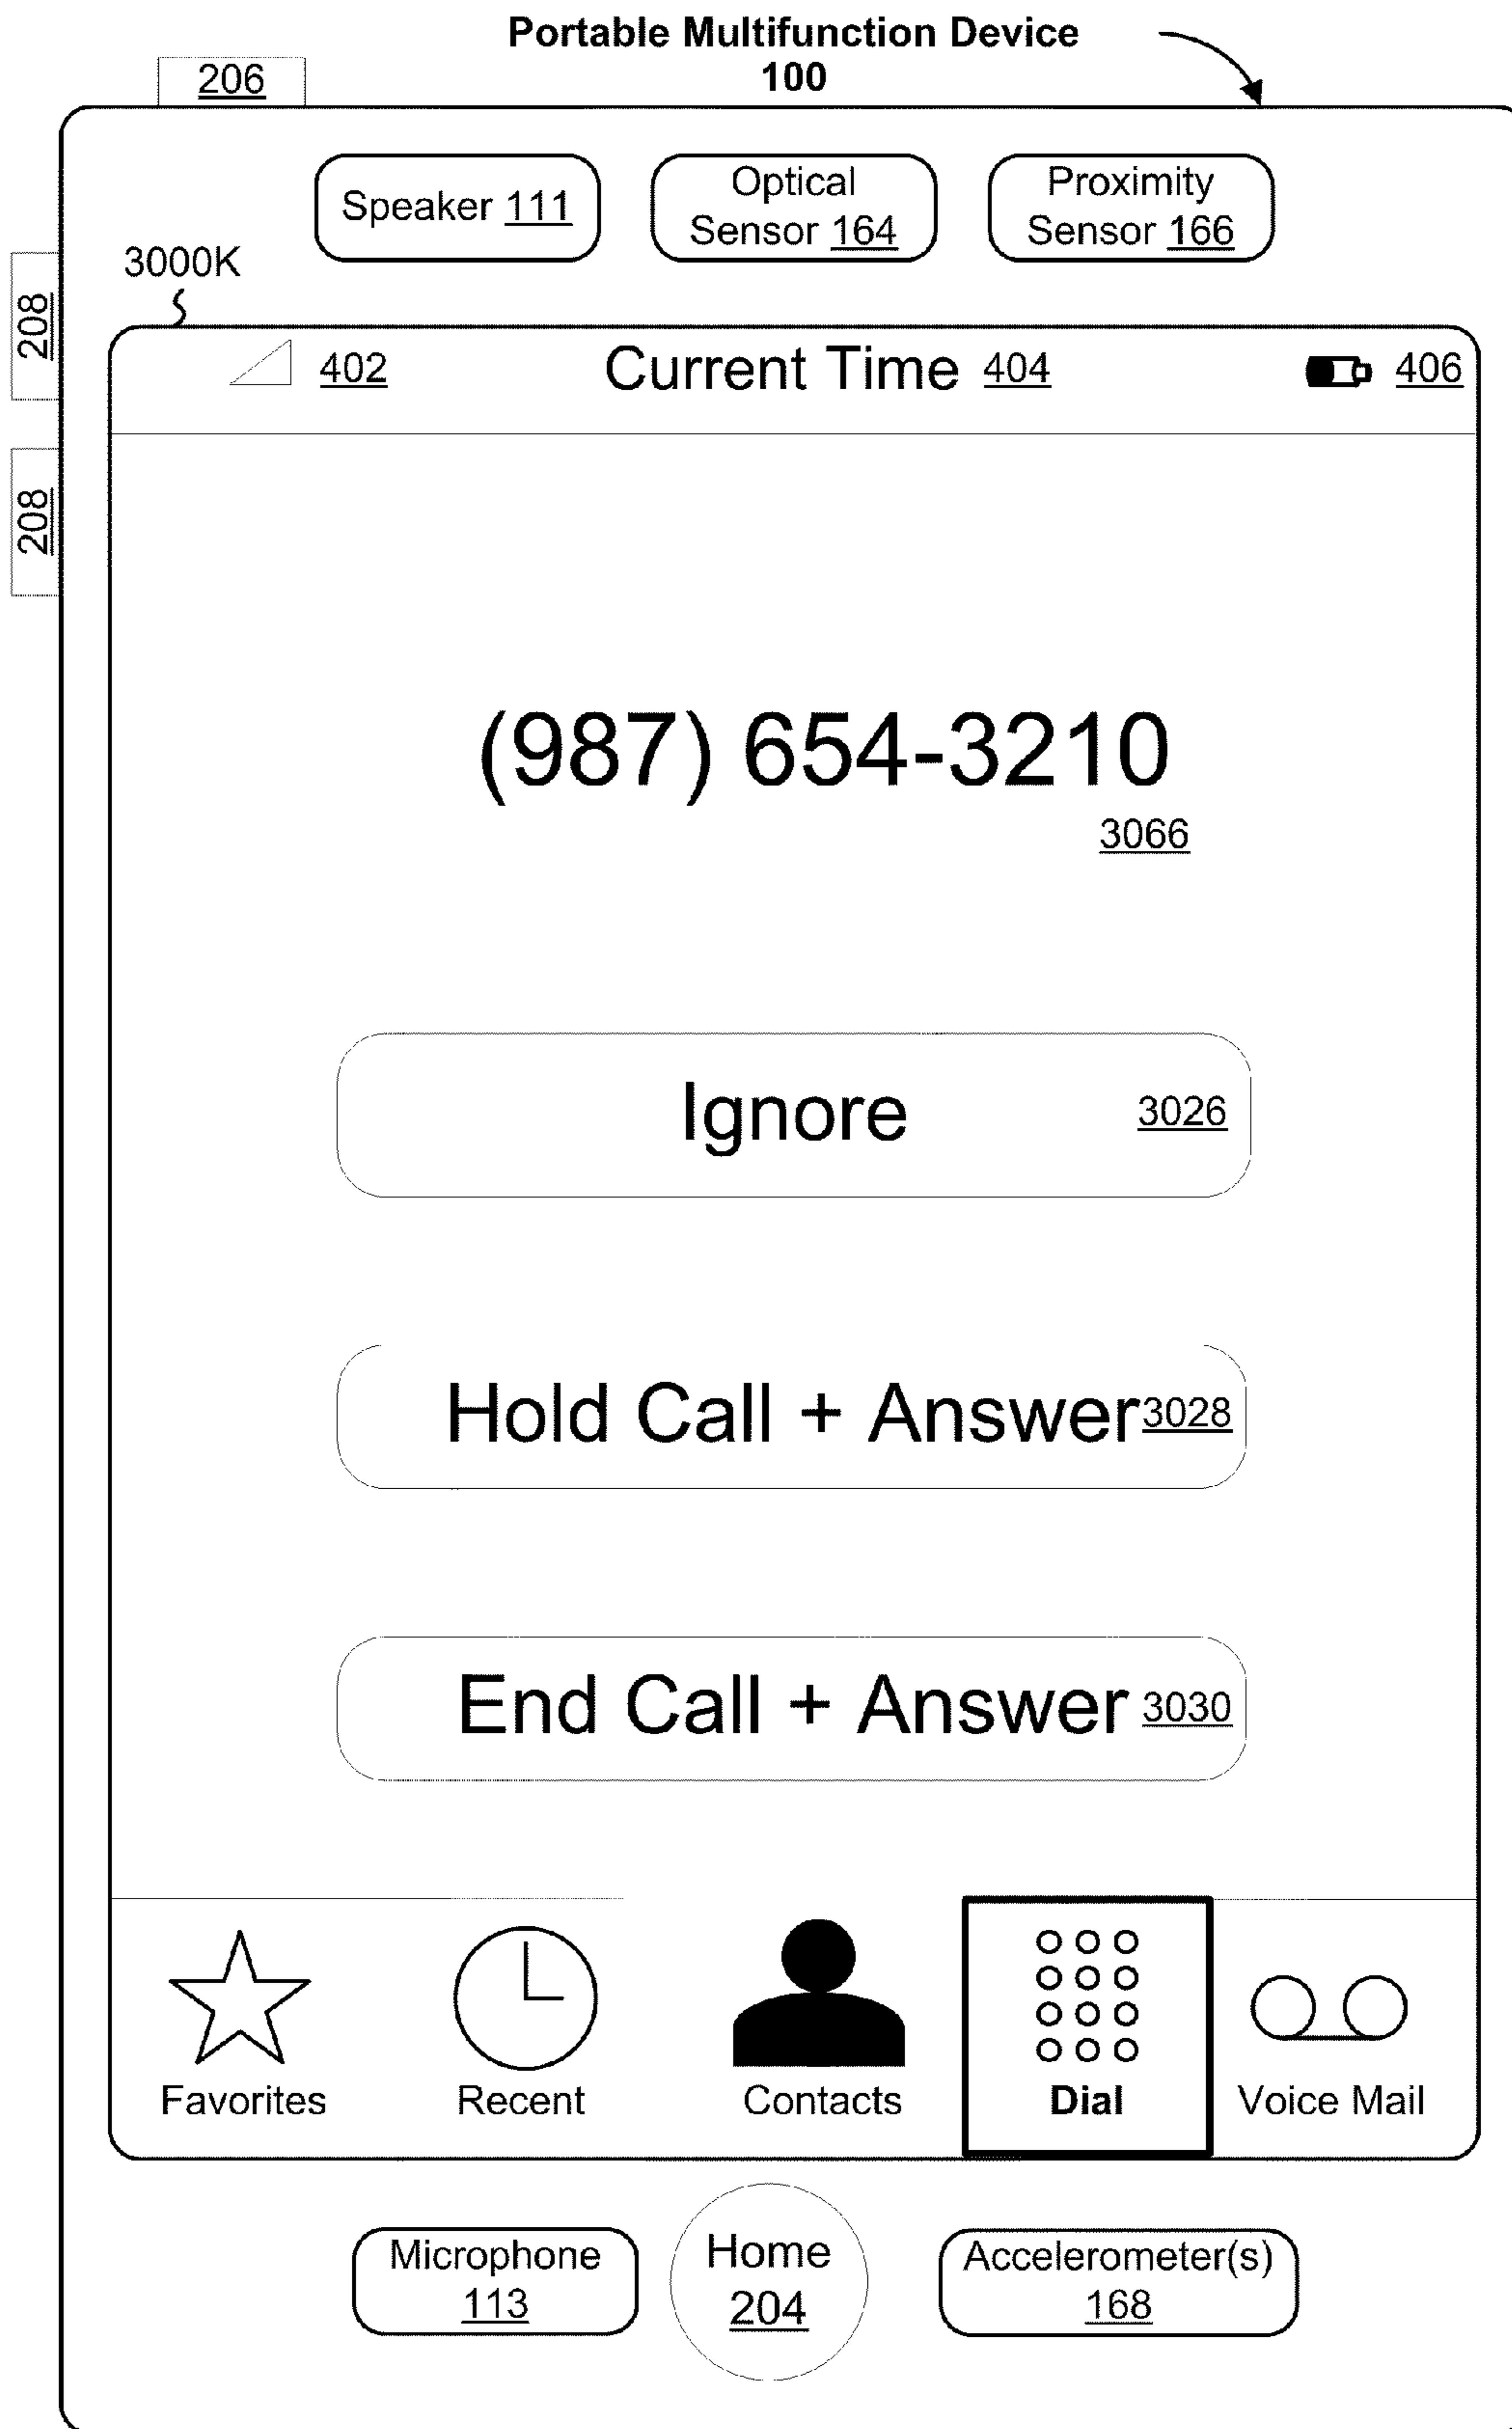 Portable Multifunction Device
100
206
Speaker 111
Optical
Sensor 164
Proximity
Sensor 166
3000K
208
208
402
Current Time 404
406
(987) 654-3210
3066
Ignore 3026
Hold Call + Answer 3028
End Call + Answer 3030
Favorites
Recent
Contacts
Dial
Voice Mail
Microphone
113
Home
204
Accelerometer(s)
168